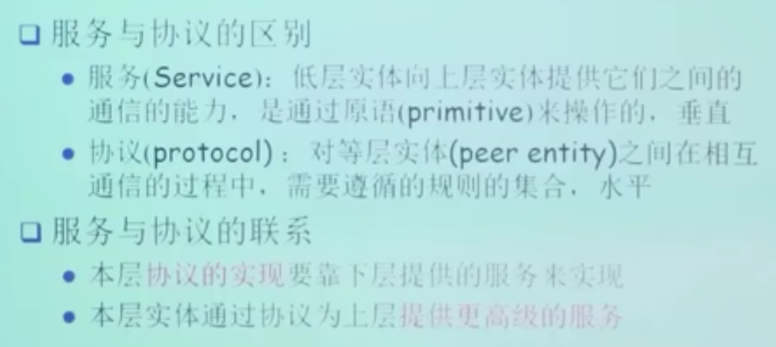 服务与协议的区别
服务(Service)：低层实体向上层实体提供它们之间的
通信的能力，是通过原语(primitive)来操作的，垂直
协议(protocol)：对等层实体(peer entity)之间在相互
通信的过程中，需要遵循的规则的集合，水平
服务与协议的联系
本层协议的实现要靠下层提供的服务来实现
本层实体通过协议为上层提供更高级的服务